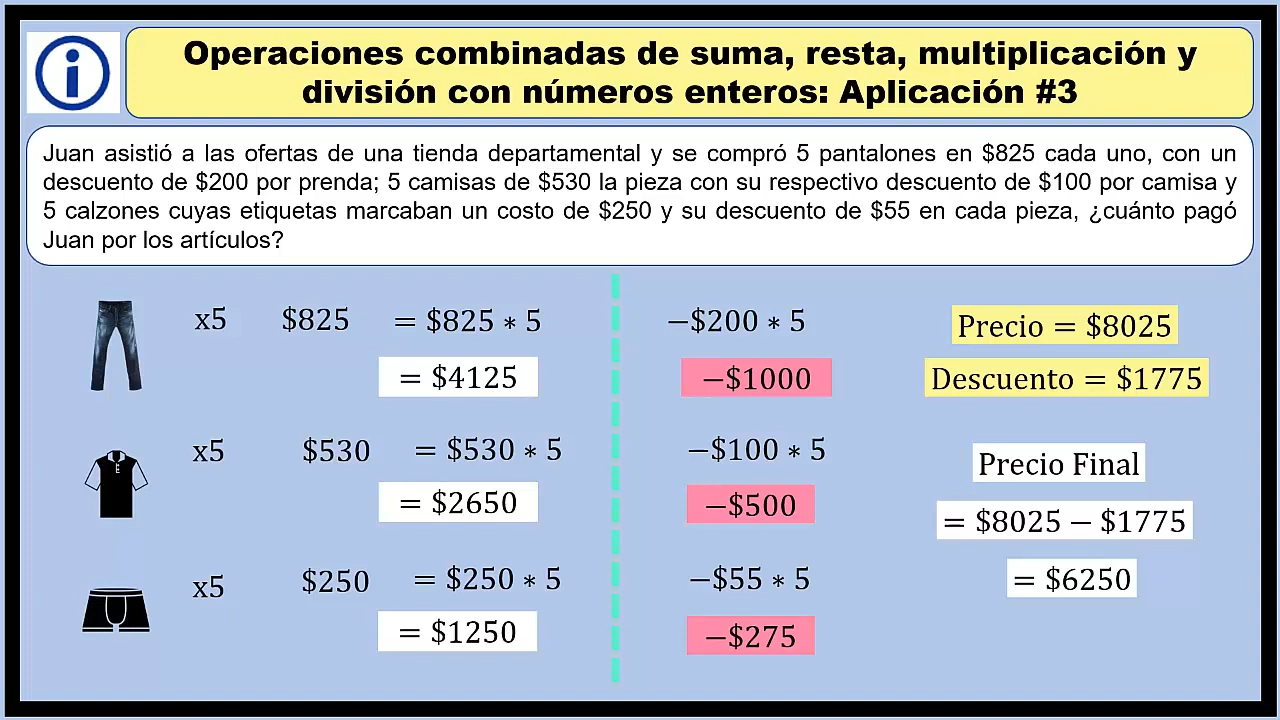 Operaciones combinadas de suma, resta, multiplicación y
división con números enteros: Aplicación #3
Juan asistió a las ofertas de una tienda departamental y se compró 5 pantalones en $825 cada uno, con un
descuento de $200 por prenda; 5 camisas de $530 la pieza con su respectivo descuento de $100 por camisa y
5 calzones cuyas etiquetas marcaban un costo de $250 y su descuento de $55 en cada pieza, ¿cuánto pagó
Juan por los artículos?
x5 $825 = $825 ∗ 5
= $4125
x5 $530 = $530 ∗ 5
= $2650
x5 $250 = $250 ∗ 5
= $1250
−$200 ∗ 5
−$1000
−$100 ∗ 5
−$500
−$55 ∗ 5
−$275
Precio = $8025
Descuento = $1775
Precio Final
= $8025 − $1775
= $6250